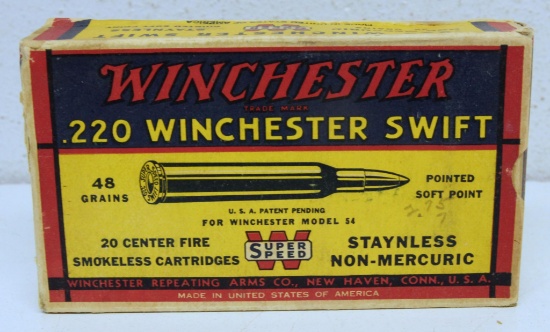 WINCHESTER
TRADE MARK
.220 WINCHESTER SWIFT
48 GRAINS
POINTED SOFT POINT
U.S.A. PATENT PENDING
FOR WINCHESTER MODEL 54
20 CENTER FIRE
SMOKELESS CARTRIDGES
W
SUPER SPEED
STAYNLESS
NON-MERCURIC
WINCHESTER REPEATING ARMS CO., NEW HAVEN, CONN., U.S.A.
MADE IN UNITED STATES OF AMERICA